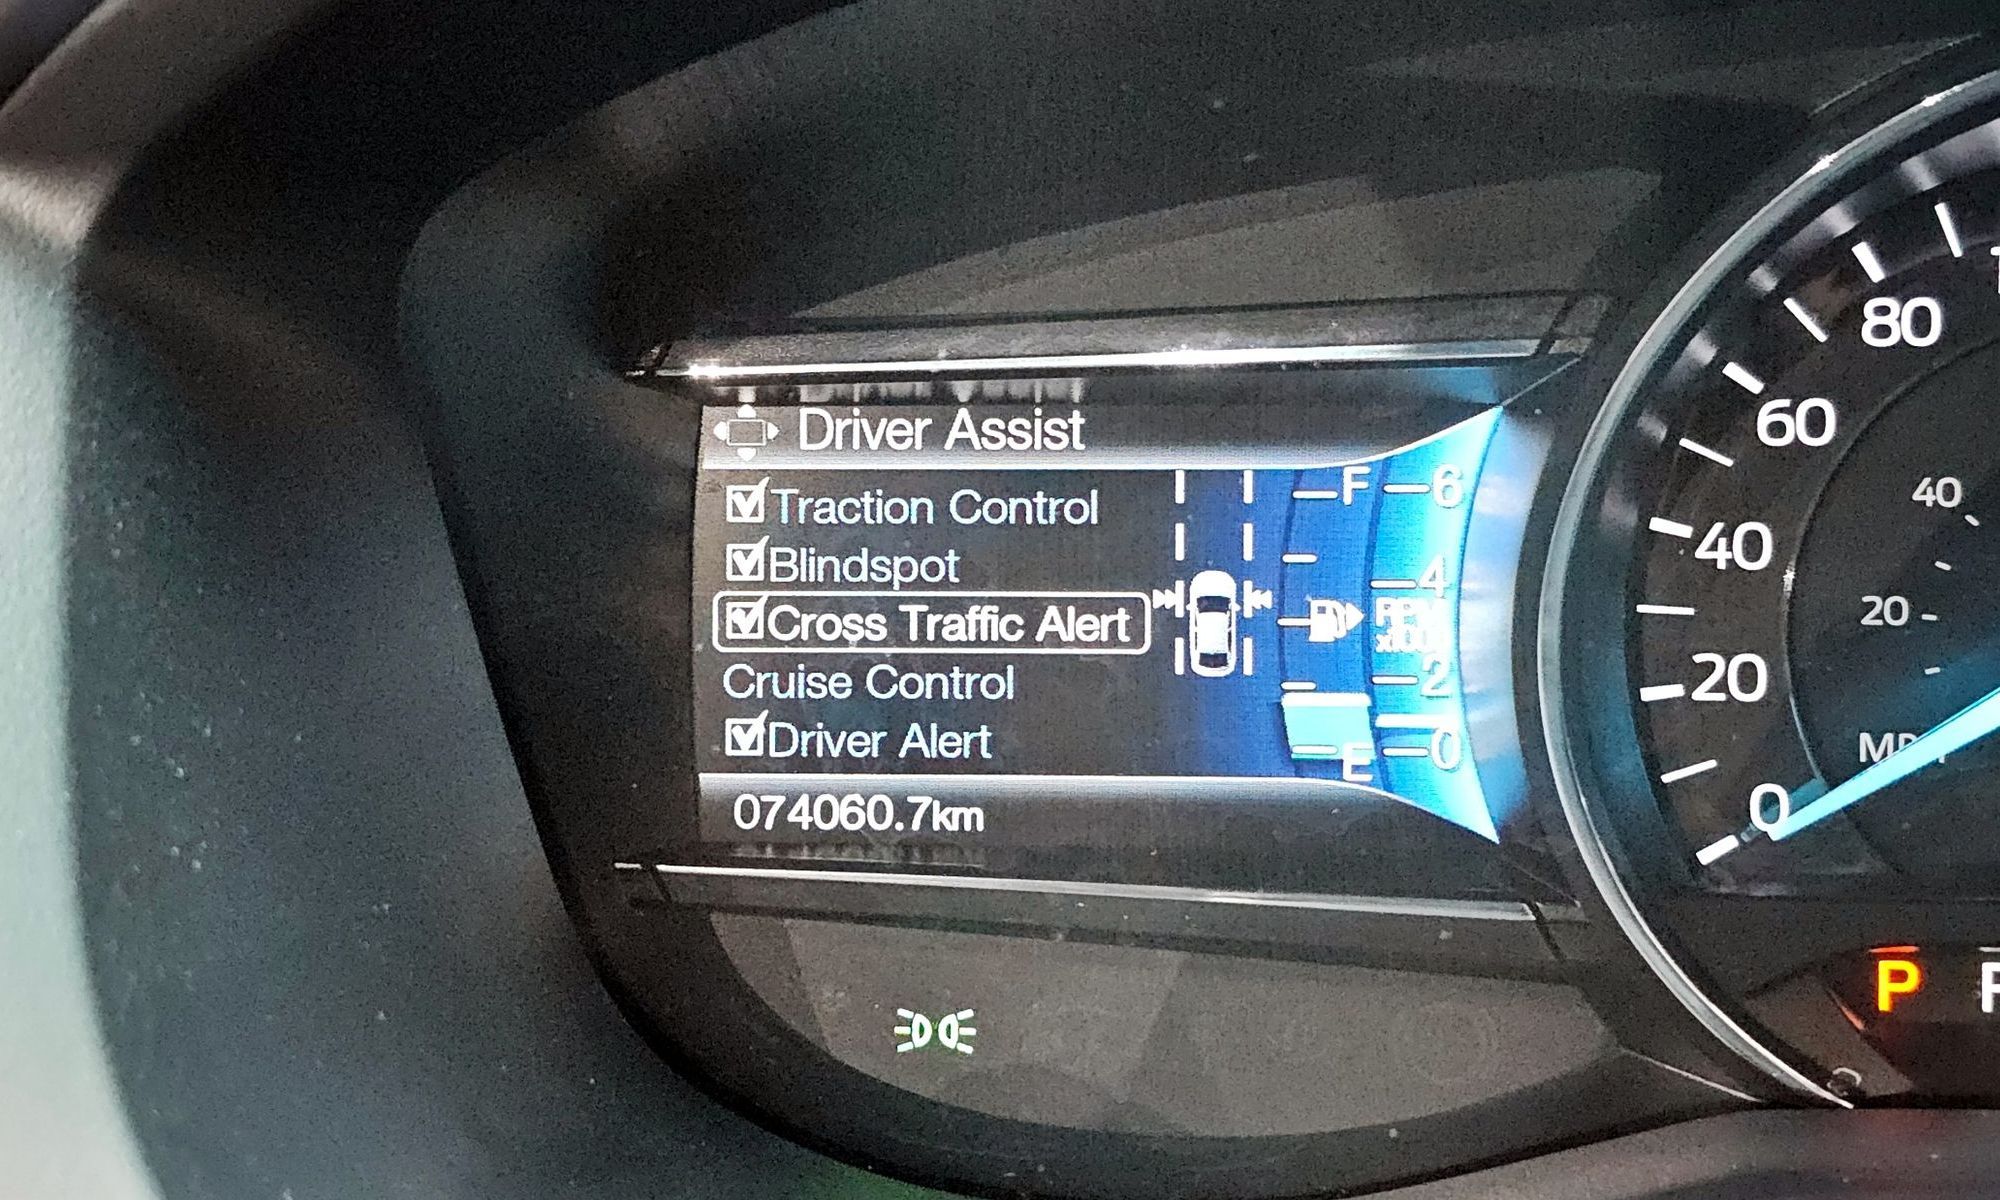 Driver Assist
Traction Control
Blindspot
Cross Traffic Alert
Cruise Control
Driver Alert
074060.7km
F
E
6
4
2
0
80
60
40
20
0
40
20
P